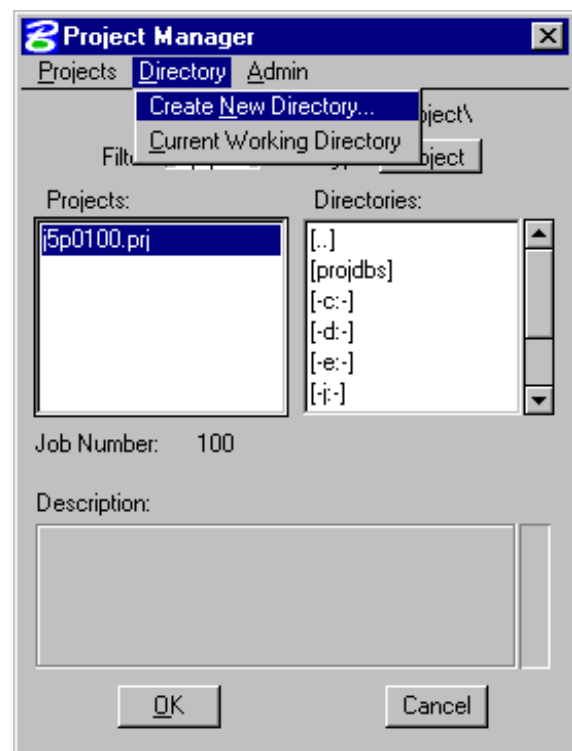 Project Manager
Projects Directory Admin
Create New Directory...
Current Working Directory
Projects:
Directories:
j5p0100.prj
[..]
[projdbs]
[-c:-]
[-d:-]
[-e:-]
[-j:-]
Job Number: 100
Description:
OK
Cancel